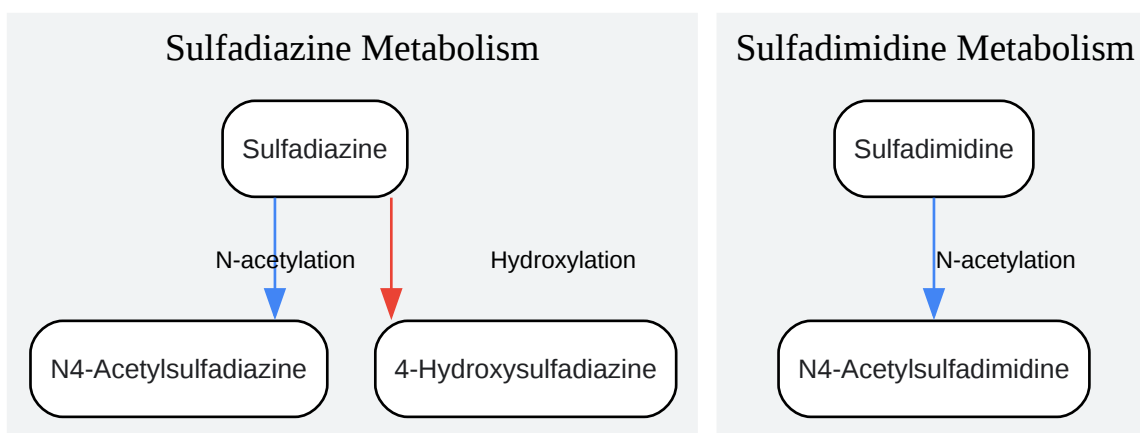 Sulfadiazine Metabolism
Sulfadiazine
N-acetylation
Hydroxylation
N4-Acetylsulfadiazine
4-Hydroxysulfadiazine
Sulfadimidine Metabolism
Sulfadimidine
N-acetylation
N4-Acetylsulfadimidine